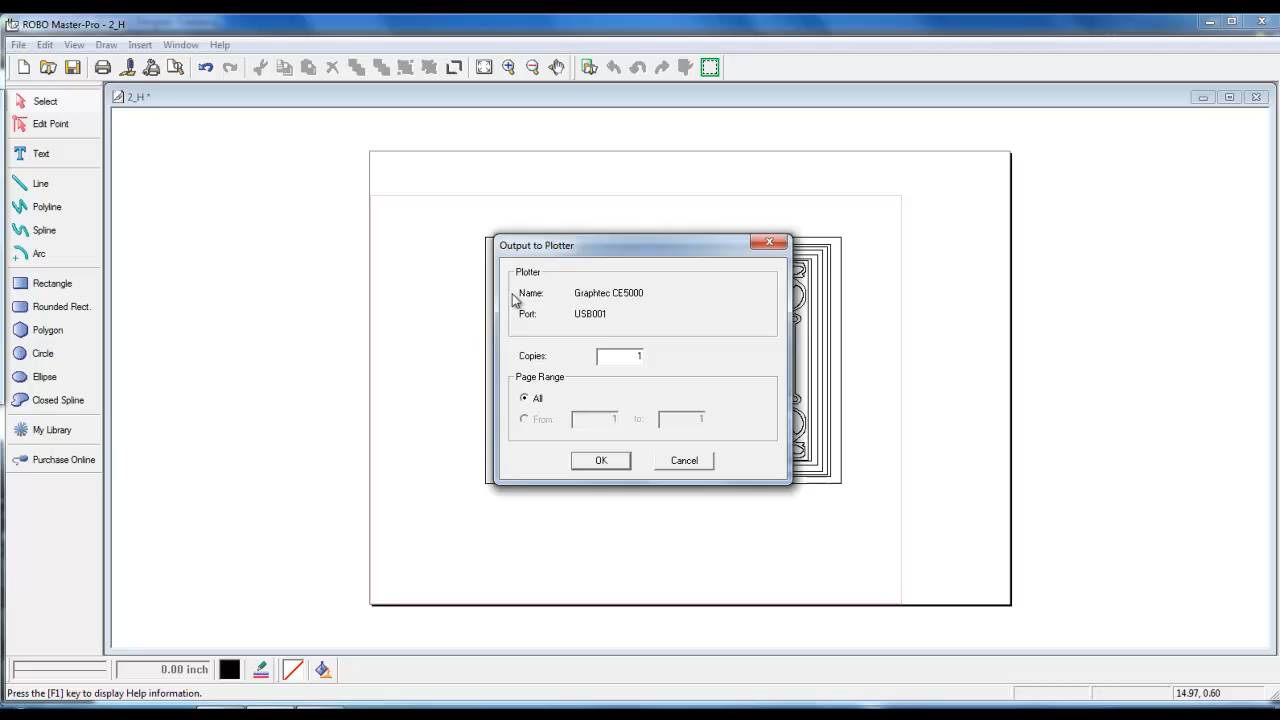 ROBO Master-Pro - 2_H
File Edit View Draw Insert Window Help
2_H *
Select
Edit Point
Text
Line
Polyline
Spline
Arc
Rectangle
Rounded Rect.
Polygon
Circle
Ellipse
Closed Spline
My Library
Purchase Online
Output to Plotter
Plotter
Name: Graphtec CE5000
Port: USB001
Copies: 1
Page Range
All
From: 1 to: 1
OK Cancel
0.00 inch
Press the [F1] key to display Help information.
14.97, 0.60